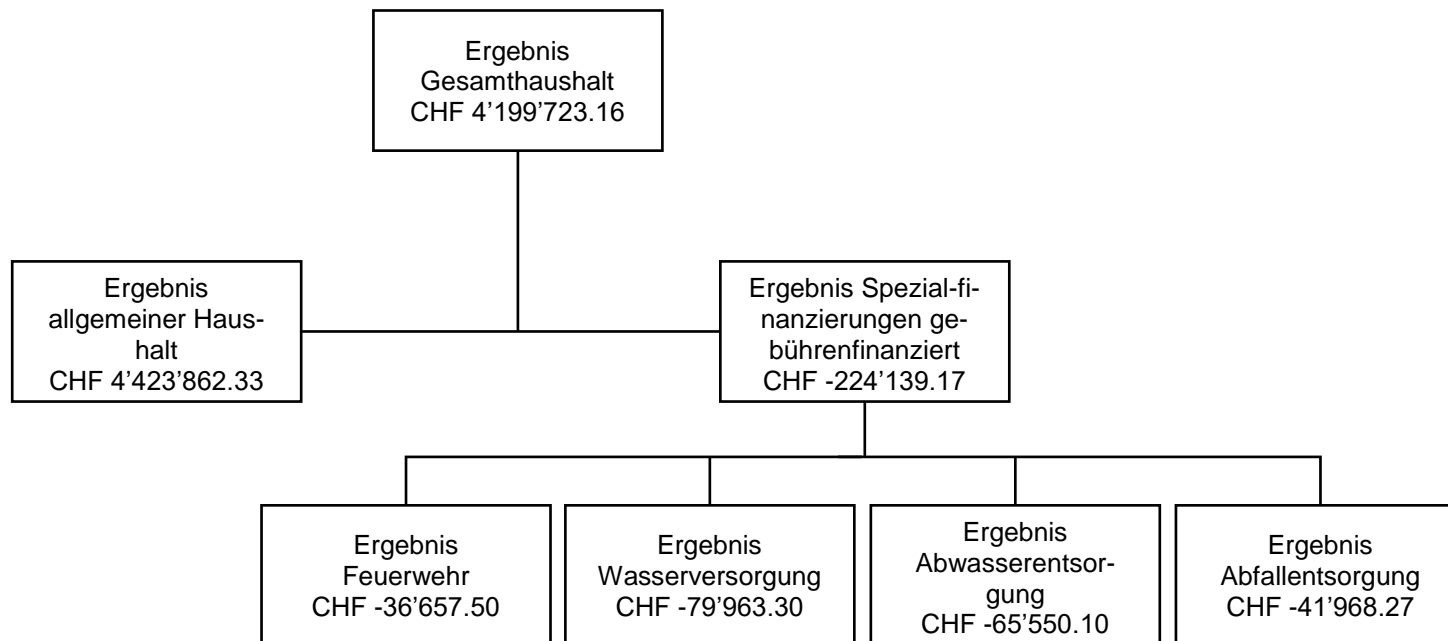 Ergebnis
Gesamthaushalt
CHF 4’199’723.16
Ergebnis
allgemeiner Haus-
halt
CHF 4’423’862.33
Ergebnis Spezial-fi-
nanzierungen ge-
bührenfinanziert
CHF -224’139.17
Ergebnis
Feuerwehr
CHF -36’657.50
Ergebnis
Wasserversorgung
CHF -79’963.30
Ergebnis
Abwasserentsor-
gung
CHF -65’550.10
Ergebnis
Abfallentsorgung
CHF -41’968.27